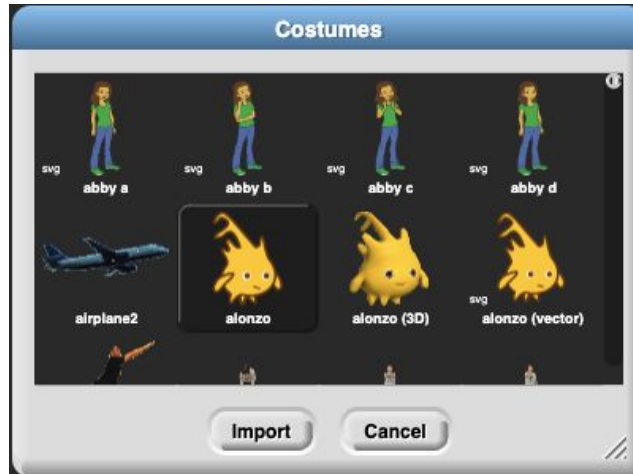 Costumes
svg svg svg svg
abby a abby b abby c abby d
svg
airplane2 alonzo alonzo (3D) alonzo (vector)
Import Cancel